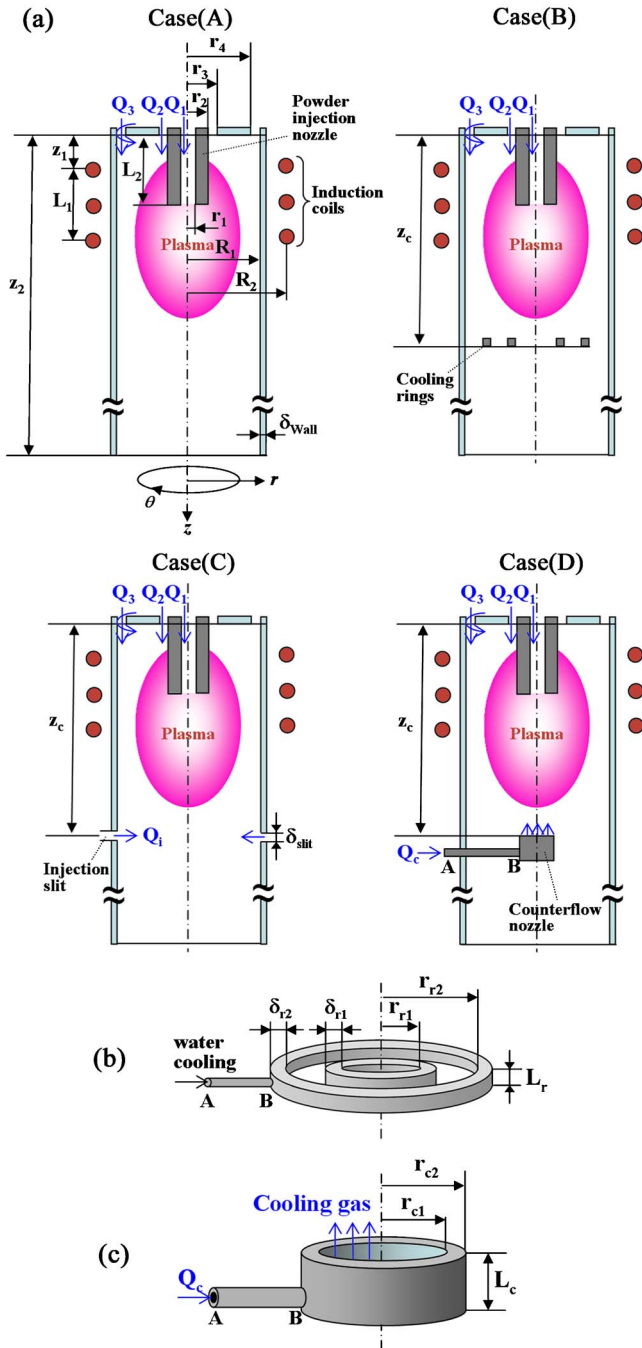 (a)
Case(A)
r4
r3
r2
Q3 Q2 Q1
Powder
injection
nozzle
z1
L2
L1
Induction
coils
r1
Plasma
R1
R2
z2
δWall
r
θ
z
Case(B)
Q3 Q2 Q1
zc
Plasma
Cooling
rings
Case(C)
Q3 Q2 Q1
zc
Plasma
Qi
δslit
Injection
slit
Case(D)
Q3 Q2 Q1
zc
Plasma
Qc
A B
Counterflow
nozzle
(b)
rr2
δr2 δr1 rr1
water
cooling
A B
Lr
(c)
rc2
Cooling gas
rc1
Qc
A B
Lc